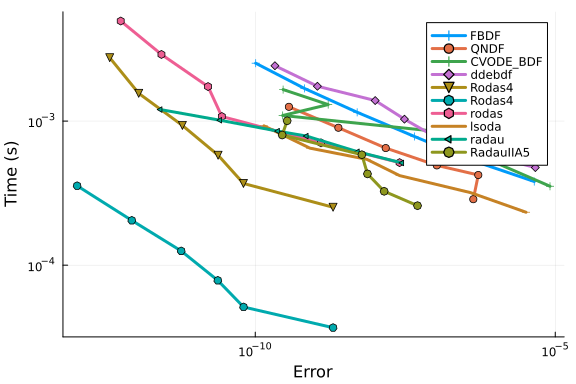 FBDF
QNDF
CVODE_BDF
ddebdf
Rodas4
Rodas4
rodas
lsoda
radau
RadauIIA5
Time (s)
10⁻³
10⁻⁴
10⁻¹⁰
10⁻⁵
Error